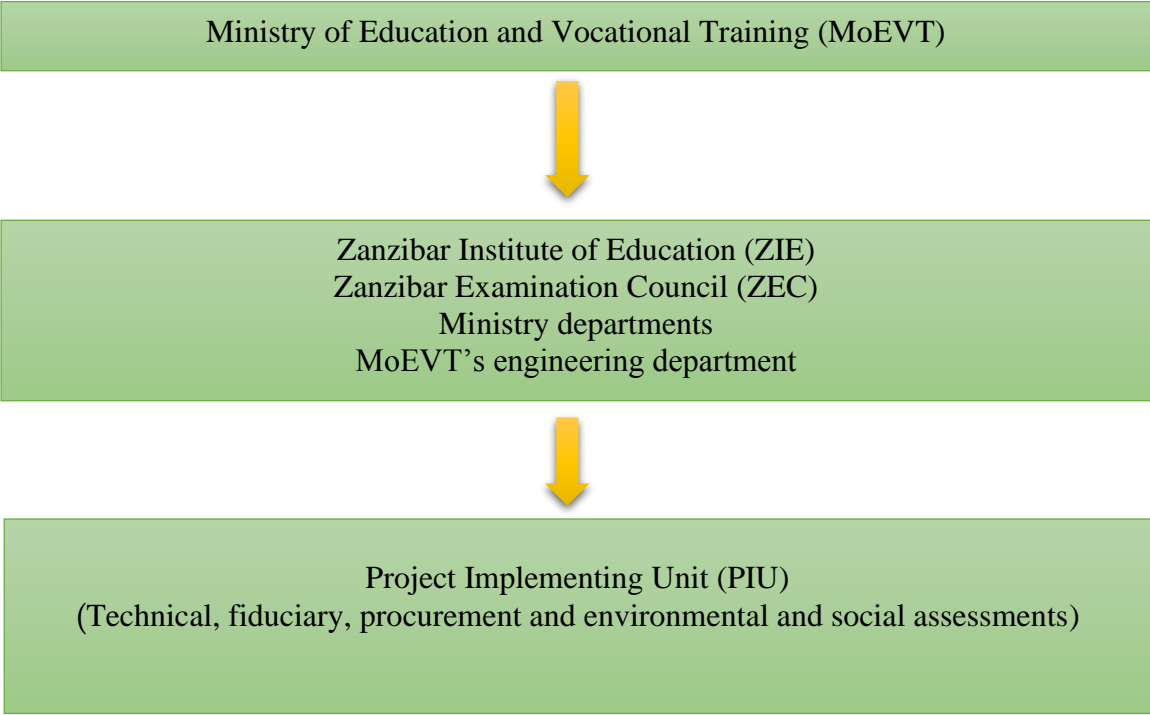 Ministry of Education and Vocational Training (MoEVT)
Zanzibar Institute of Education (ZIE)
Zanzibar Examination Council (ZEC)
Ministry departments
MoEVT’s engineering department
Project Implementing Unit (PIU)
(Technical, fiduciary, procurement and environmental and social assessments)